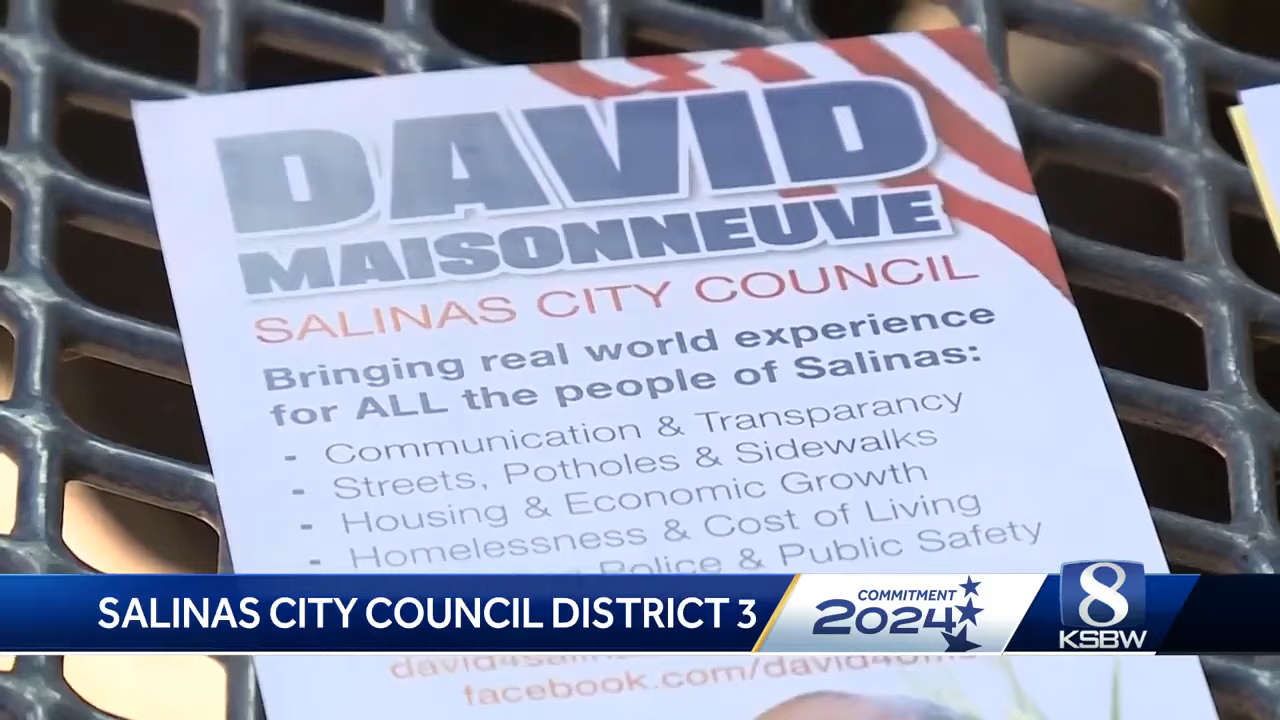 DAVID
MAISONNEUVE
SALINAS CITY COUNCIL
Bringing real world experience
for ALL the people of Salinas:
- Communication & Transparancy
- Streets, Potholes & Sidewalks
- Housing & Economic Growth
- Homelessness & Cost of Living
Police & Public Safety
SALINAS CITY COUNCIL DISTRICT 3
COMMITMENT
2024
8
KSBW
facebook.com/